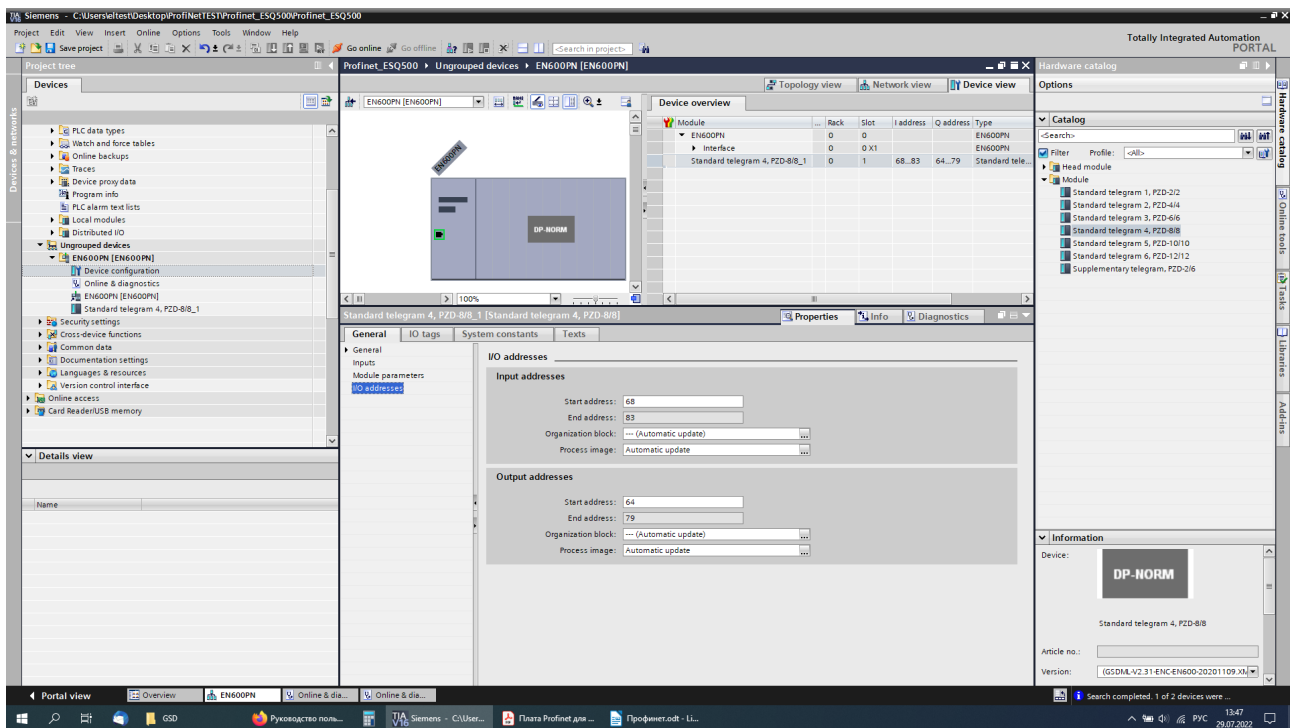 Siemens - C:\Users\eltest\Desktop\ProfiNetTEST\Profinet_ESQ500\Profinet_ESQ500
Project Edit View Insert Online Options Tools Window Help
Totally Integrated Automation
PORTAL
Save project
Go online
Go offline
<Search in project>
Project tree
Profinet_ESQ500 ▸ Ungrouped devices ▸ EN600PN [EN600PN]
Hardware catalog
Devices
Topology view
Network view
Device view
Options
EN600PN [EN600PN]
Device overview
Devices & networks
PLC data types
Watch and force tables
Online backups
Traces
Device proxy data
Program info
PLC alarm text lists
Local modules
Distributed I/O
Ungrouped devices
EN600PN [EN600PN]
Device configuration
Online & diagnostics
EN600PN [EN600PN]
Standard telegram 4, PZD-8/8_1
Security settings
Cross-device functions
Common data
Documentation settings
Languages & resources
Version control interface
Online access
Card Reader/USB memory
Details view
Name
EN600PN
DP-NORM
100%
Module ... Rack Slot I address Q address Type
EN600PN 0 0 EN600PN
Interface 0 0 X1 EN600PN
Standard telegram 4, PZD-8/8_1 0 1 68...83 64...79 Standard tele...
Standard telegram 4, PZD-8/8_1 [Standard telegram 4, PZD-8/8]
Properties
Info
Diagnostics
General IO tags System constants Texts
General
Inputs
Module parameters
I/O addresses
I/O addresses
Input addresses
Start address: 68
End address: 83
Organization block: --- (Automatic update)
Process image: Automatic update
Output addresses
Start address: 64
End address: 79
Organization block: --- (Automatic update)
Process image: Automatic update
Catalog
<Search>
Filter Profile: <All>
Head module
Module
Standard telegram 1, PZD-2/2
Standard telegram 2, PZD-4/4
Standard telegram 3, PZD-6/6
Standard telegram 4, PZD-8/8
Standard telegram 5, PZD-10/10
Standard telegram 6, PZD-12/12
Supplementary telegram, PZD-2/6
Hardware catalog
Online tools
Tasks
Libraries
Add-ins
Information
Device:
DP-NORM
Standard telegram 4, PZD-8/8
Article no.:
Version: (GSDML-V2.31-ENC-EN600-20201109.XM
Portal view
Overview
EN600PN
Online & dia...
Online & dia...
Search completed. 1 of 2 devices were ...
GSD
Руководство поль...
Siemens - C:\User...
Плата Profinet для ...
Профинет.odt - Li...
РУС
13:47
29.07.2022